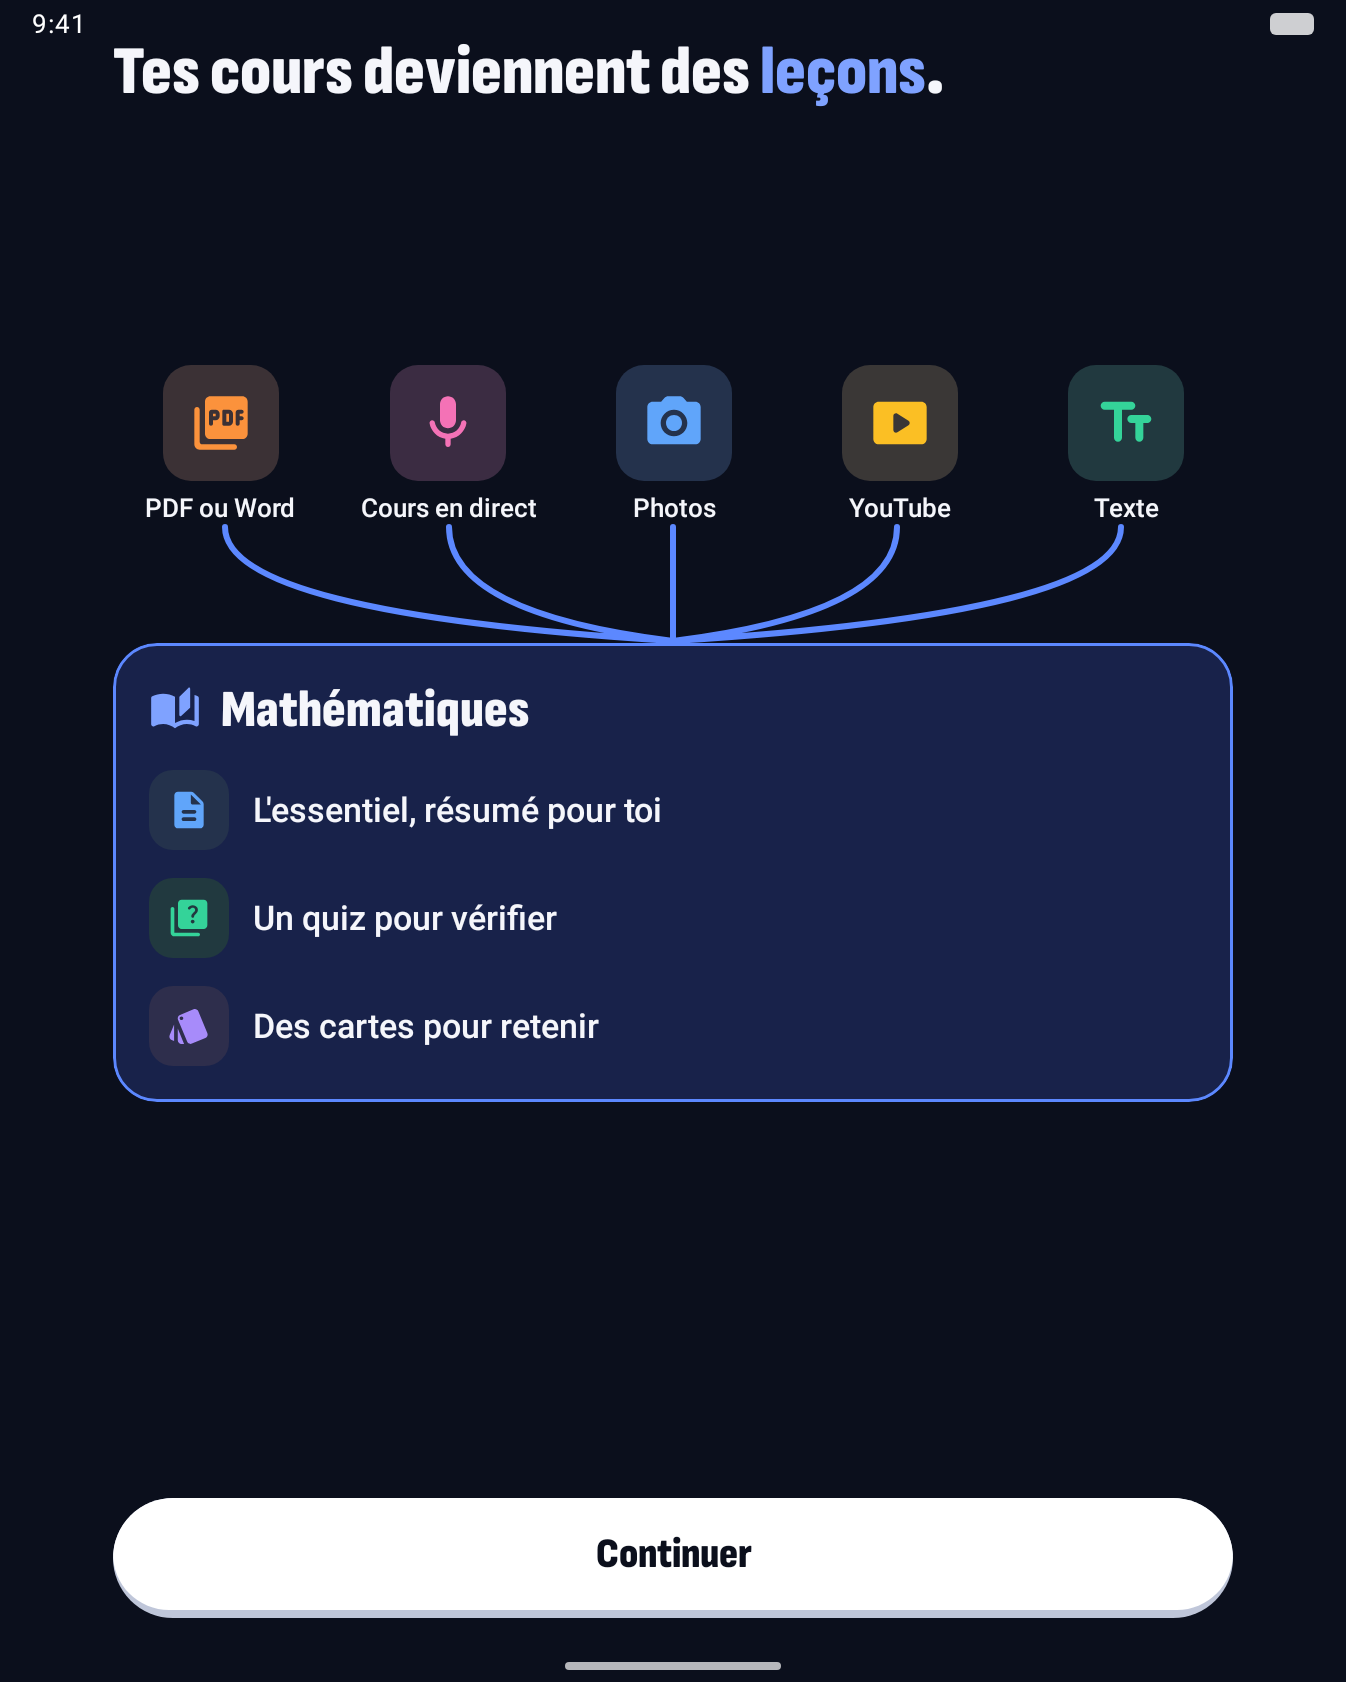 9:41
Tes cours deviennent des leçons.
PDF
PDF ou Word
Cours en direct
Photos
YouTube
Tт
Texte
Mathématiques
L'essentiel, résumé pour toi
?
Un quiz pour vérifier
Des cartes pour retenir
Continuer